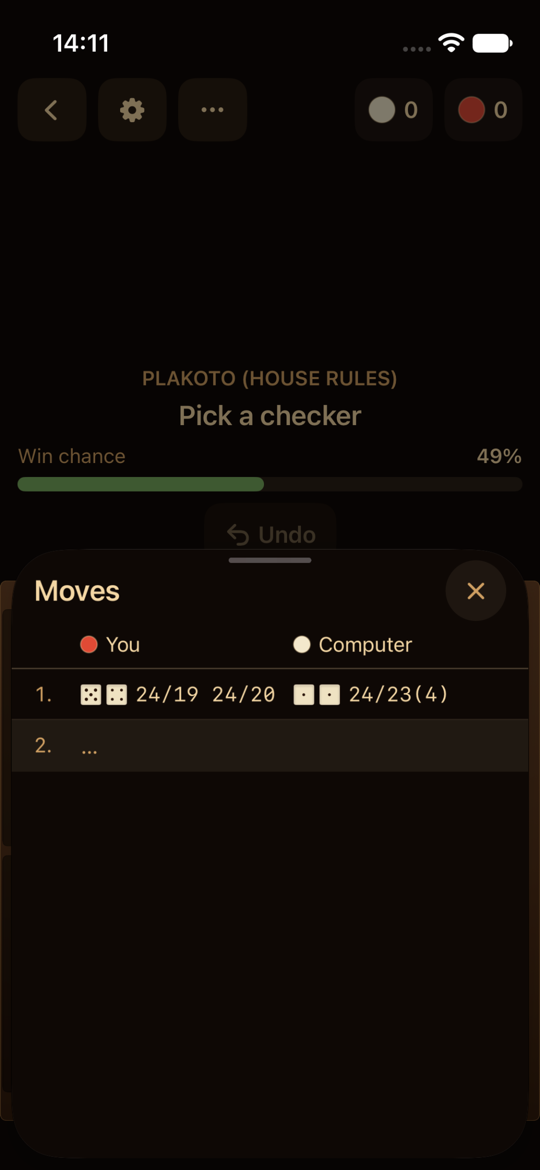 14:11
0
0
PLAKOTO (HOUSE RULES)
Pick a checker
Win chance 49%
Undo
Moves
You Computer
1. 24/19 24/20 24/23(4)
2. ...